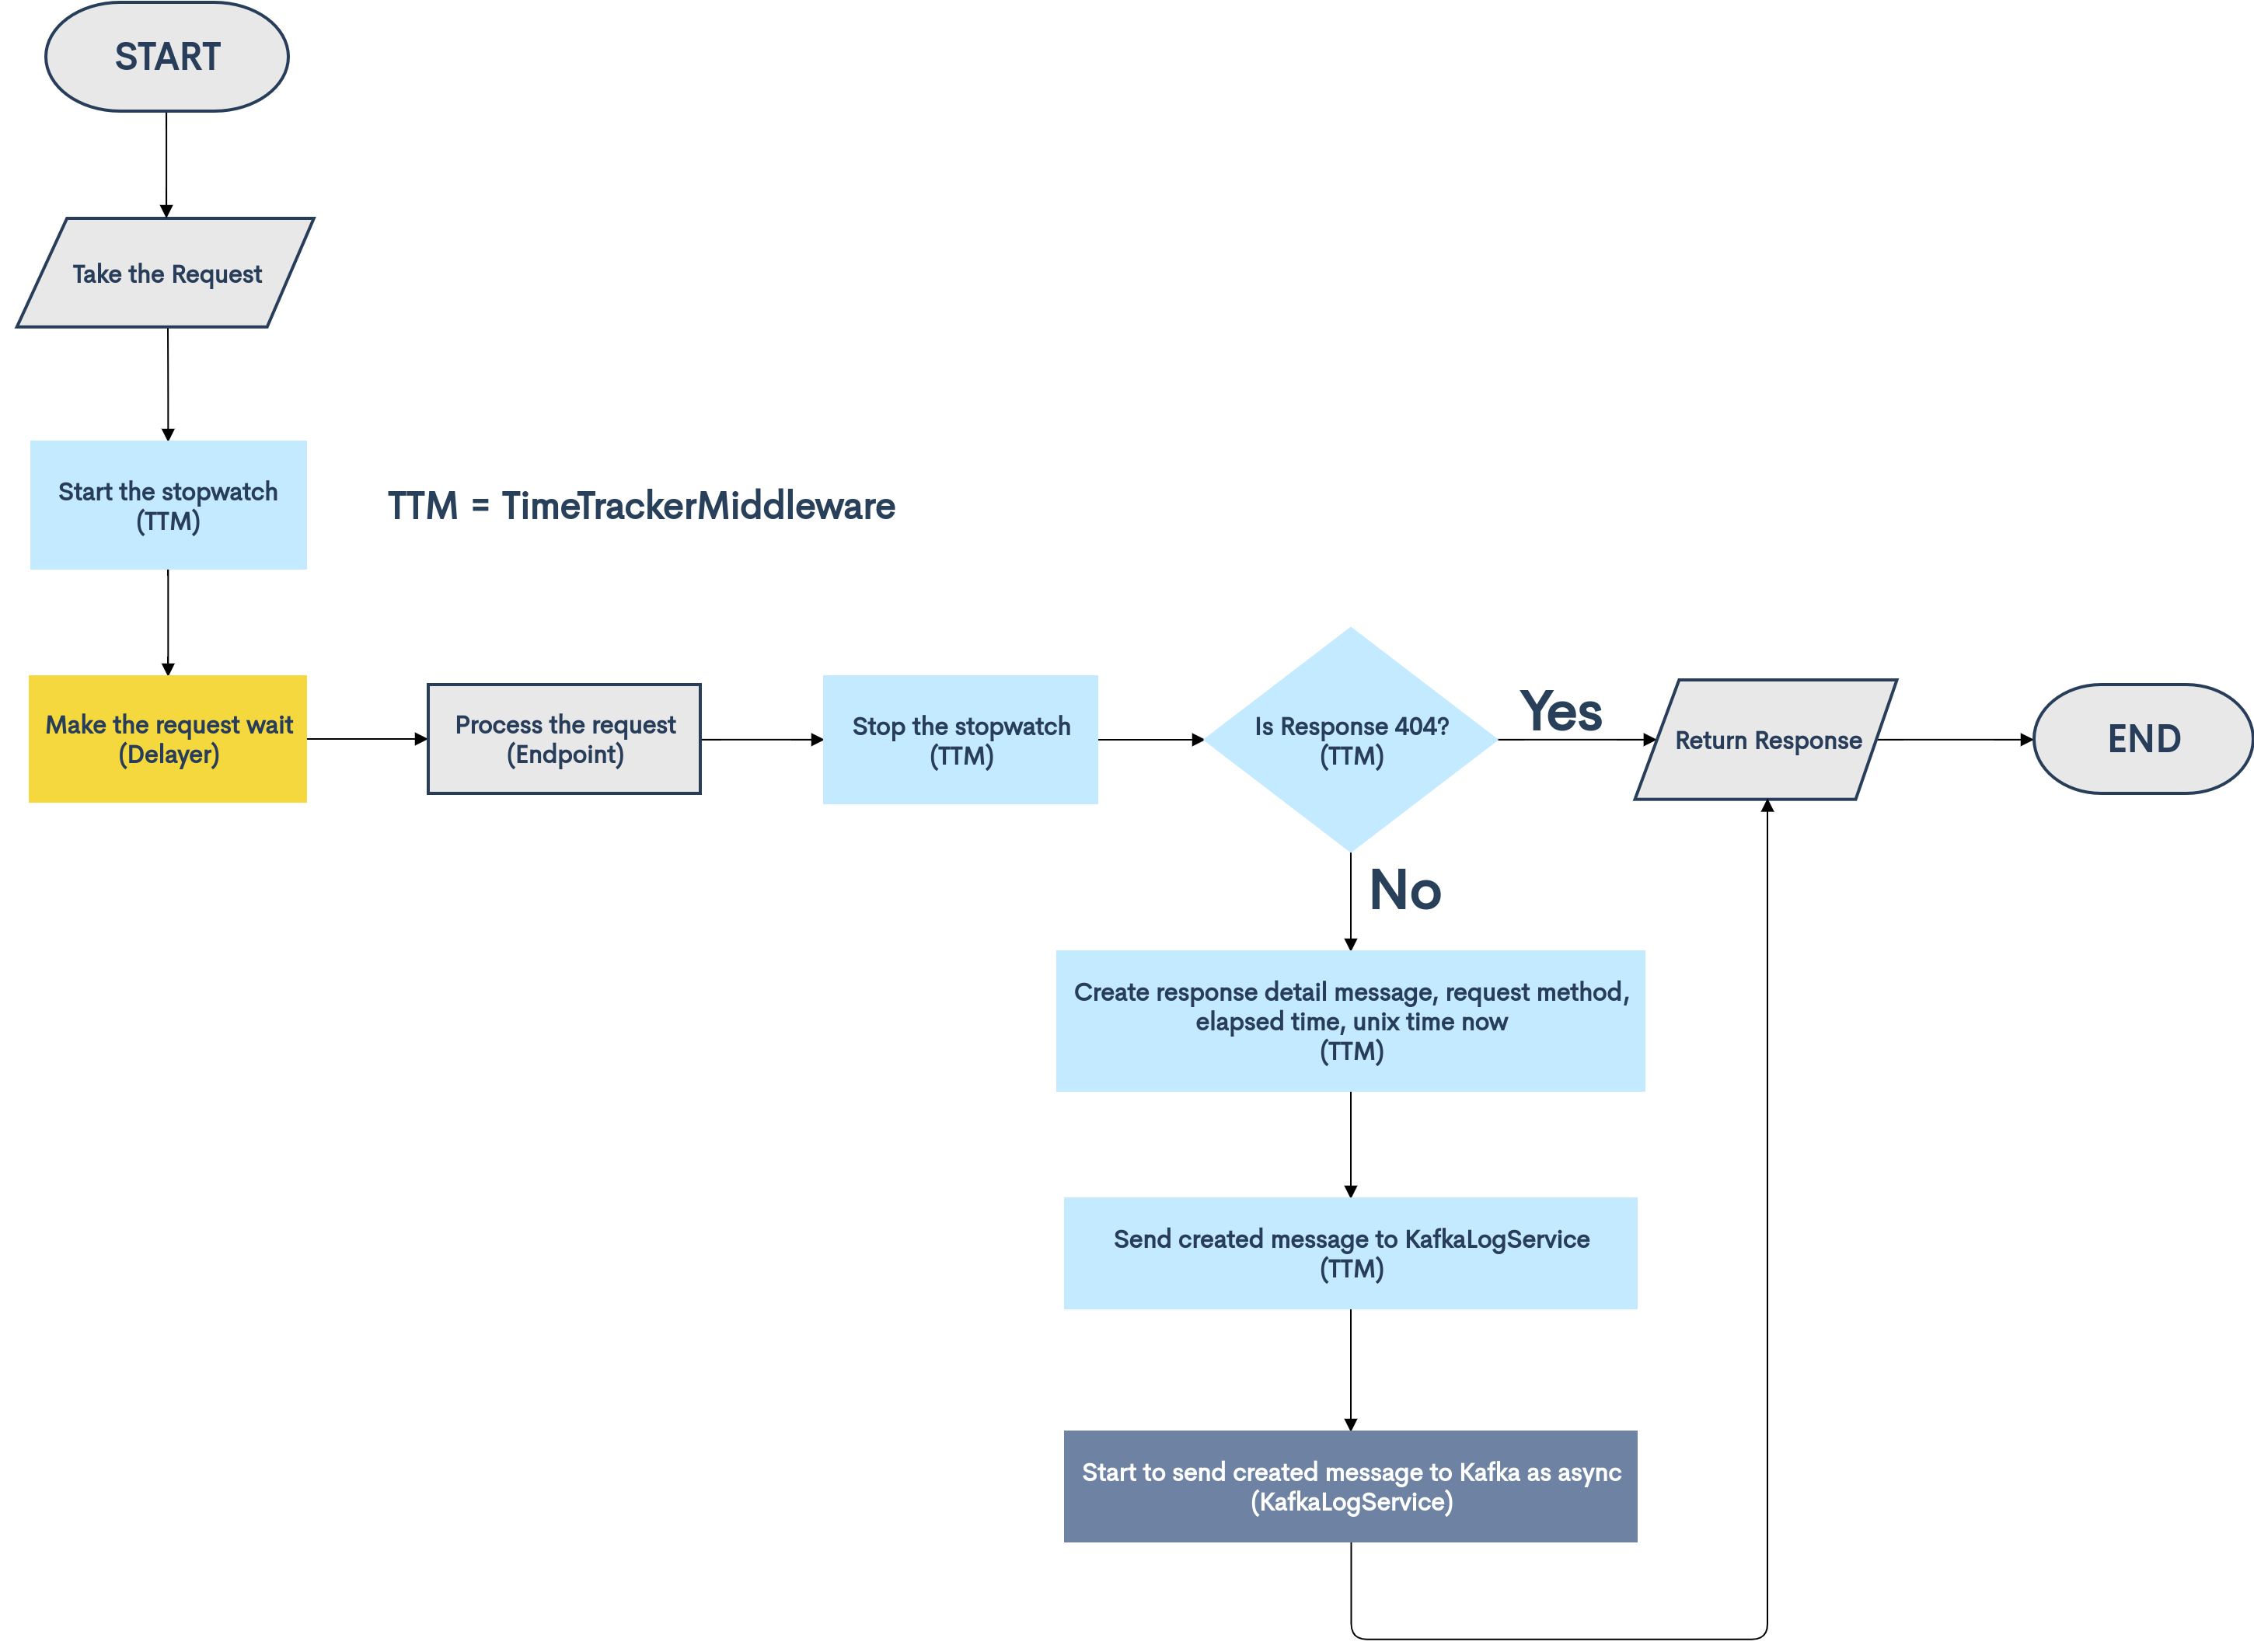 START
Take the Request
Start the stopwatch
(TTM)
TTM = TimeTrackerMiddleware
Make the request wait
(Delayer)
Process the request
(Endpoint)
Stop the stopwatch
(TTM)
Is Response 404?
(TTM)
Yes
Return Response
END
No
Create response detail message, request method,
elapsed time, unix time now
(TTM)
Send created message to KafkaLogService
(TTM)
Start to send created message to Kafka as async
(KafkaLogService)